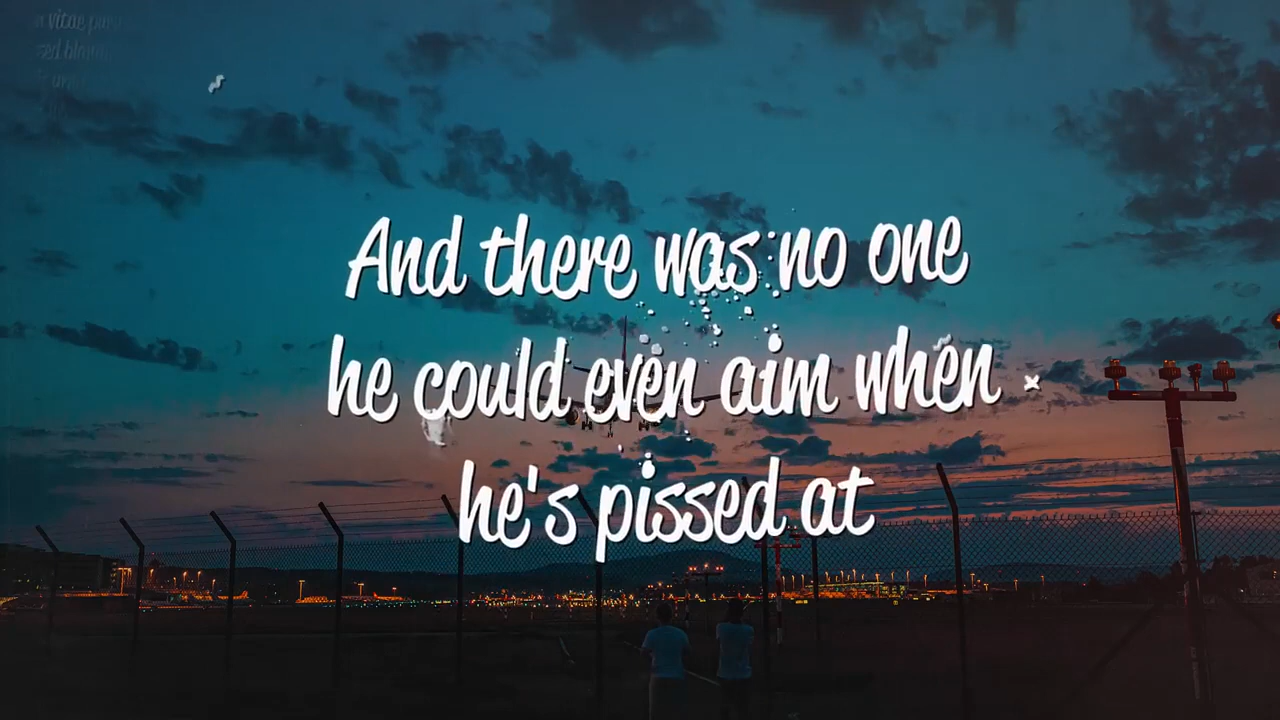 And there was no one
he could even aim when
he's pissed at